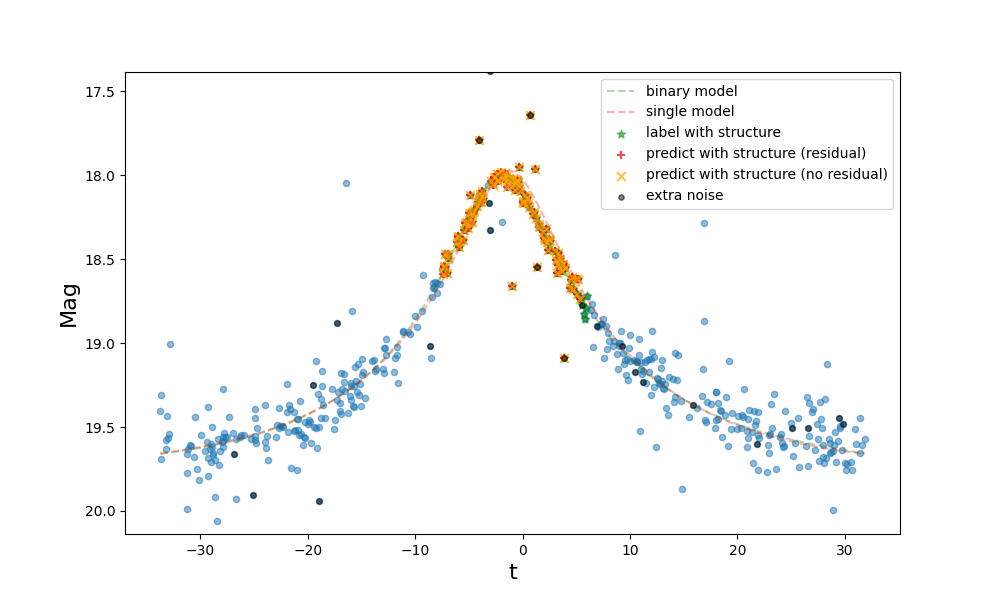 binary model
single model
label with structure
predict with structure (residual)
predict with structure (no residual)
extra noise
17.5
18.0
18.5
19.0
19.5
20.0
Mag
−30
−20
−10
0
10
20
30
t